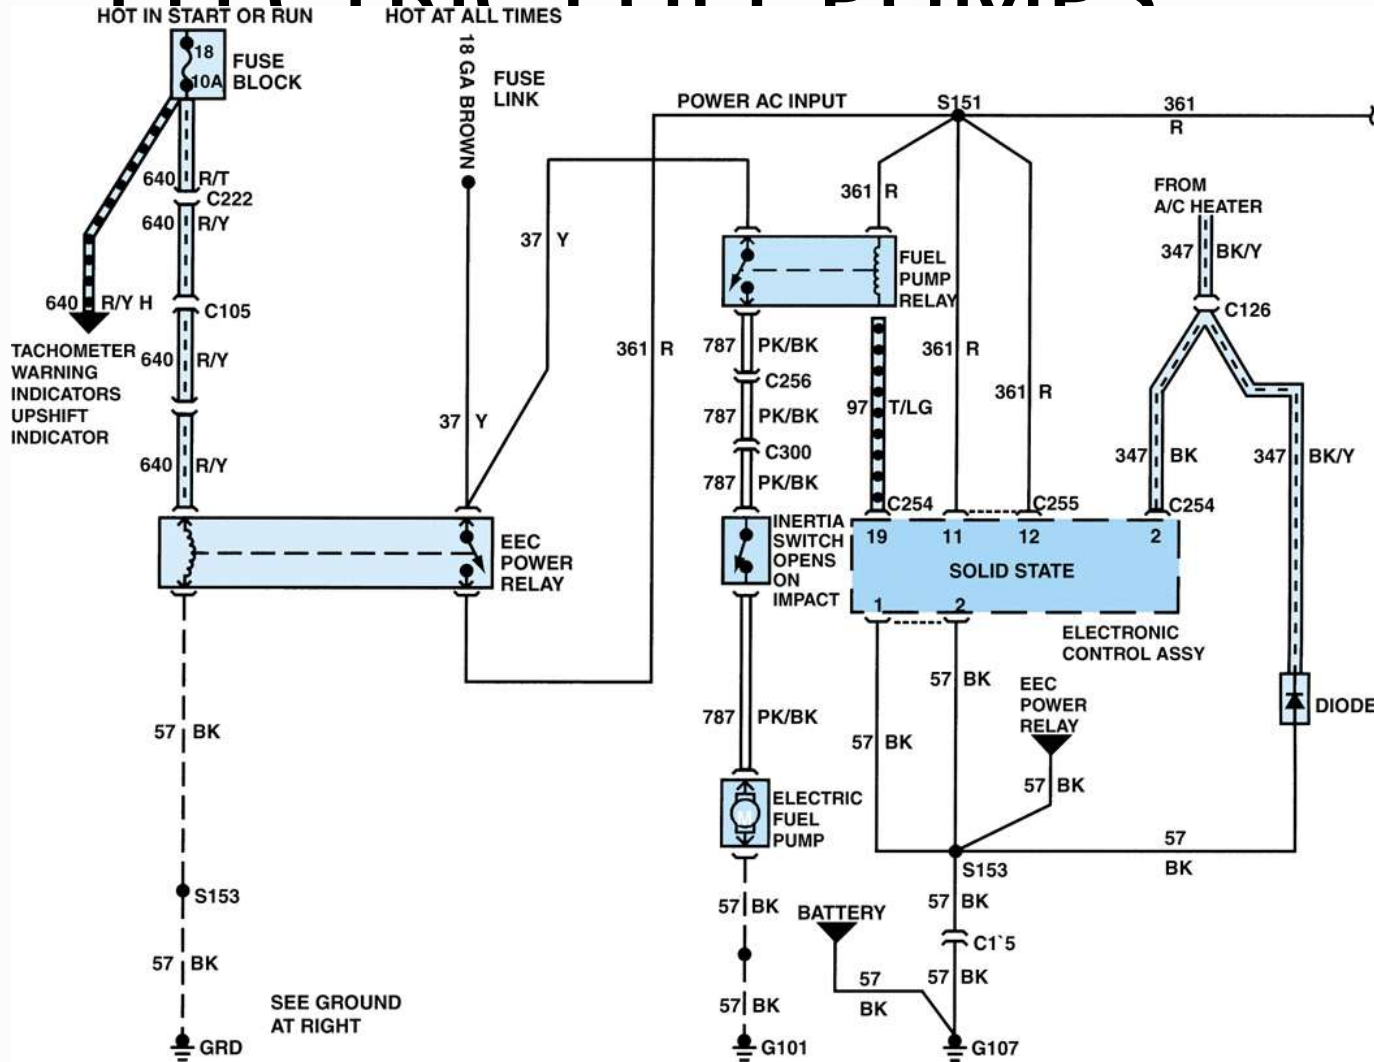 HOT IN START OR RUN
HOT AT ALL TIMES
18
10A
FUSE
BLOCK
18 GA BROWN
FUSE
LINK
POWER AC INPUT
S151
361
R
640 R/T
C222
640 R/Y
361 R
FROM
A/C HEATER
37 Y
347 BK/Y
FUEL
PUMP
RELAY
640 R/Y H
C105
C126
TACHOMETER
WARNING
INDICATORS
UPSHIFT
INDICATOR
640 R/Y
361 R
787 PK/BK
361 R
C256
361 R
97 T/LG
787 PK/BK
37 Y
C300
640 R/Y
787 PK/BK
347 BK
347 BK/Y
C254
C255
C254
INERTIA
SWITCH
OPENS
ON
IMPACT
19
11
12
2
EEC
POWER
RELAY
SOLID STATE
1
2
ELECTRONIC
CONTROL ASSY
57 BK
EEC
POWER
RELAY
DIODE
57 BK
787 PK/BK
57 BK
57 BK
ELECTRIC
FUEL
PUMP
M
57
BK
S153
S153
57 BK
57 BK
BATTERY
C1`5
57 BK
57 BK
57
BK
SEE GROUND
AT RIGHT
57 BK
GRD
G101
G107